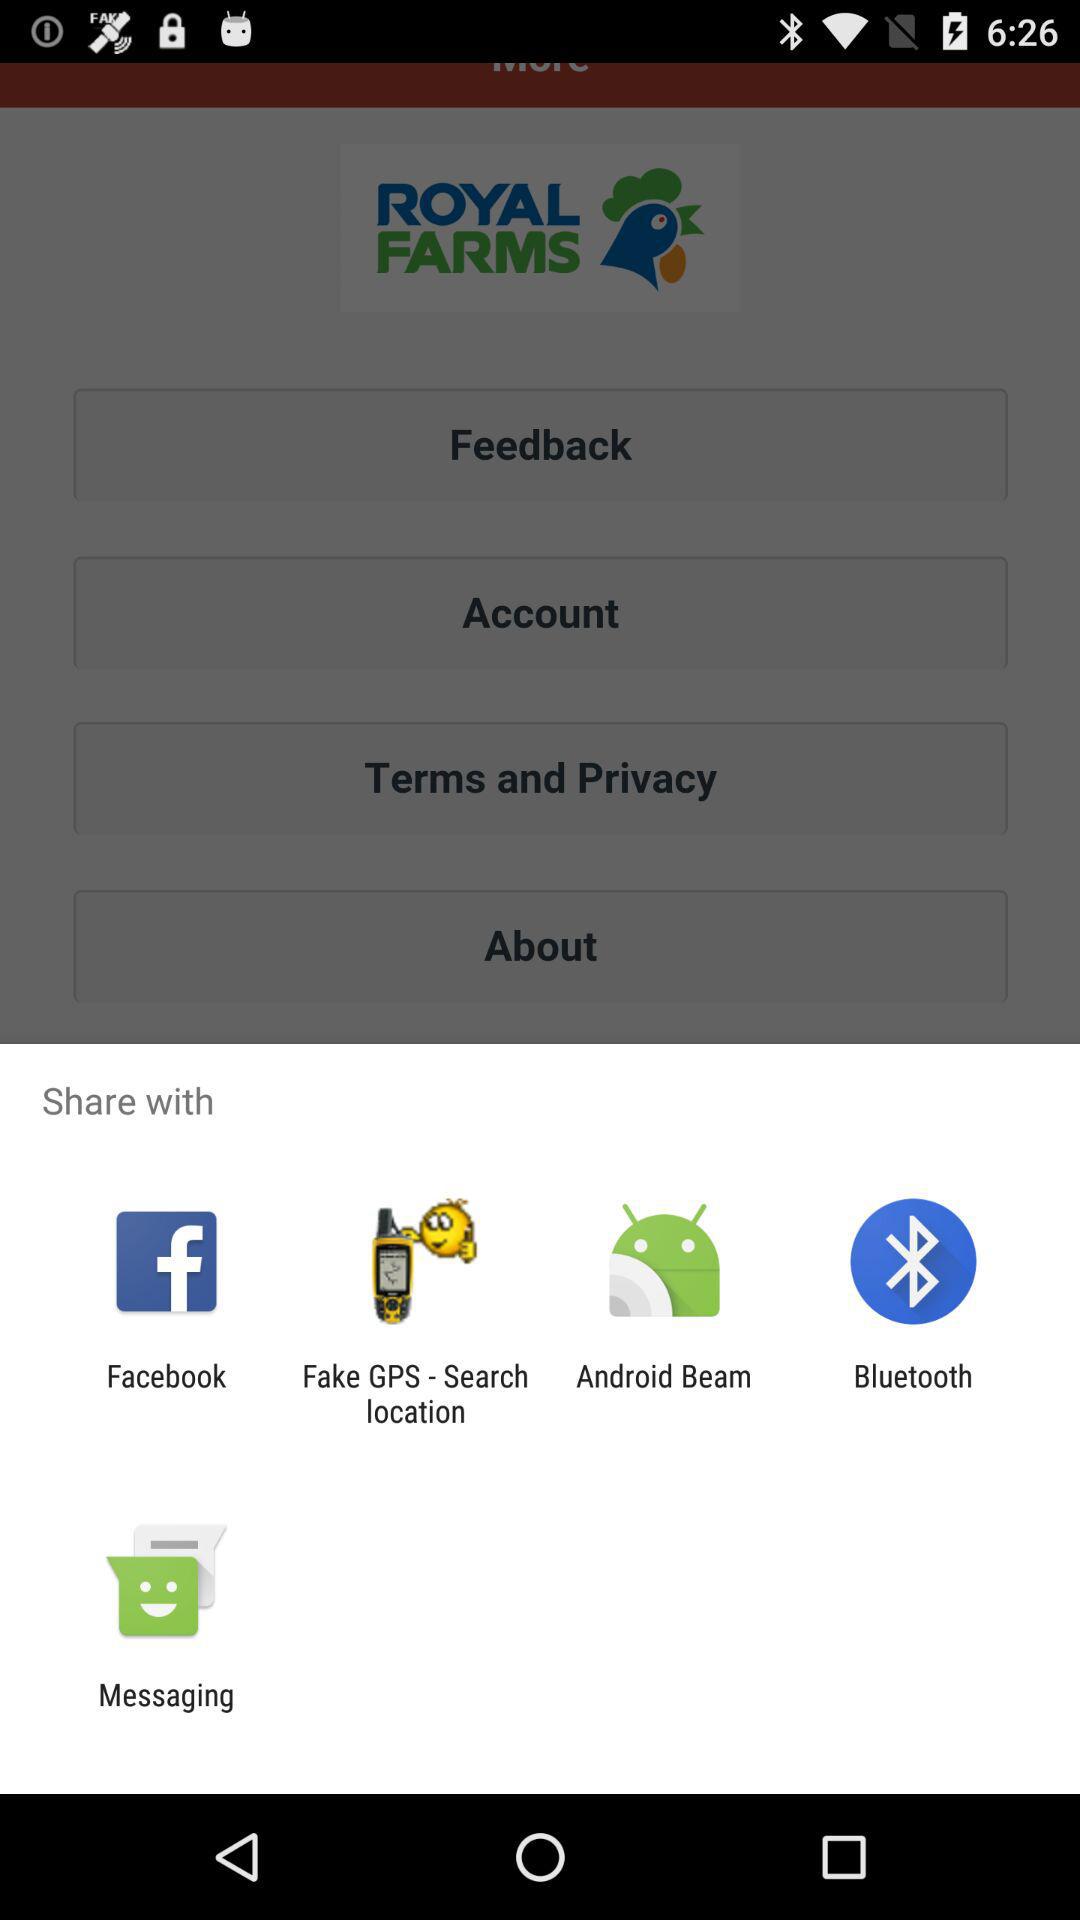 FAKE
6:26
More
ROYAL
FARMS
Feedback
Account
Terms and Privacy
About
Share with
Facebook
Fake GPS - Search
location
Android Beam
Bluetooth
Messaging